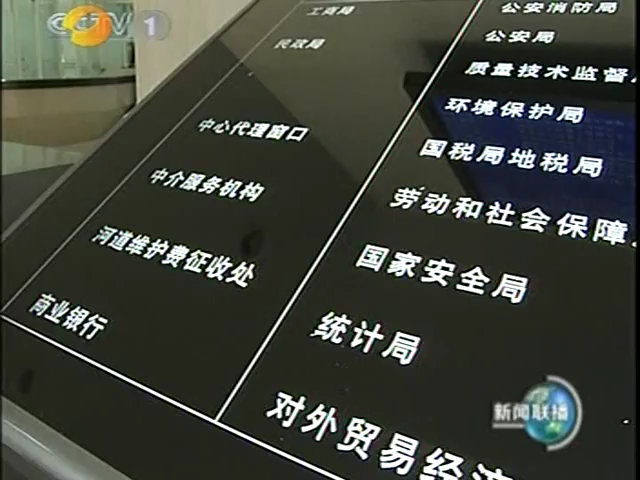 CCTV 1
工商局
民政局
中心代理窗口
中介服务机构
河道维护费征收处
商业银行
公安消防局
公安局
质量技术监督
环境保护局
国税局地税局
劳动和社会保障
国家安全局
统计局
对外贸易经济
新闻联播